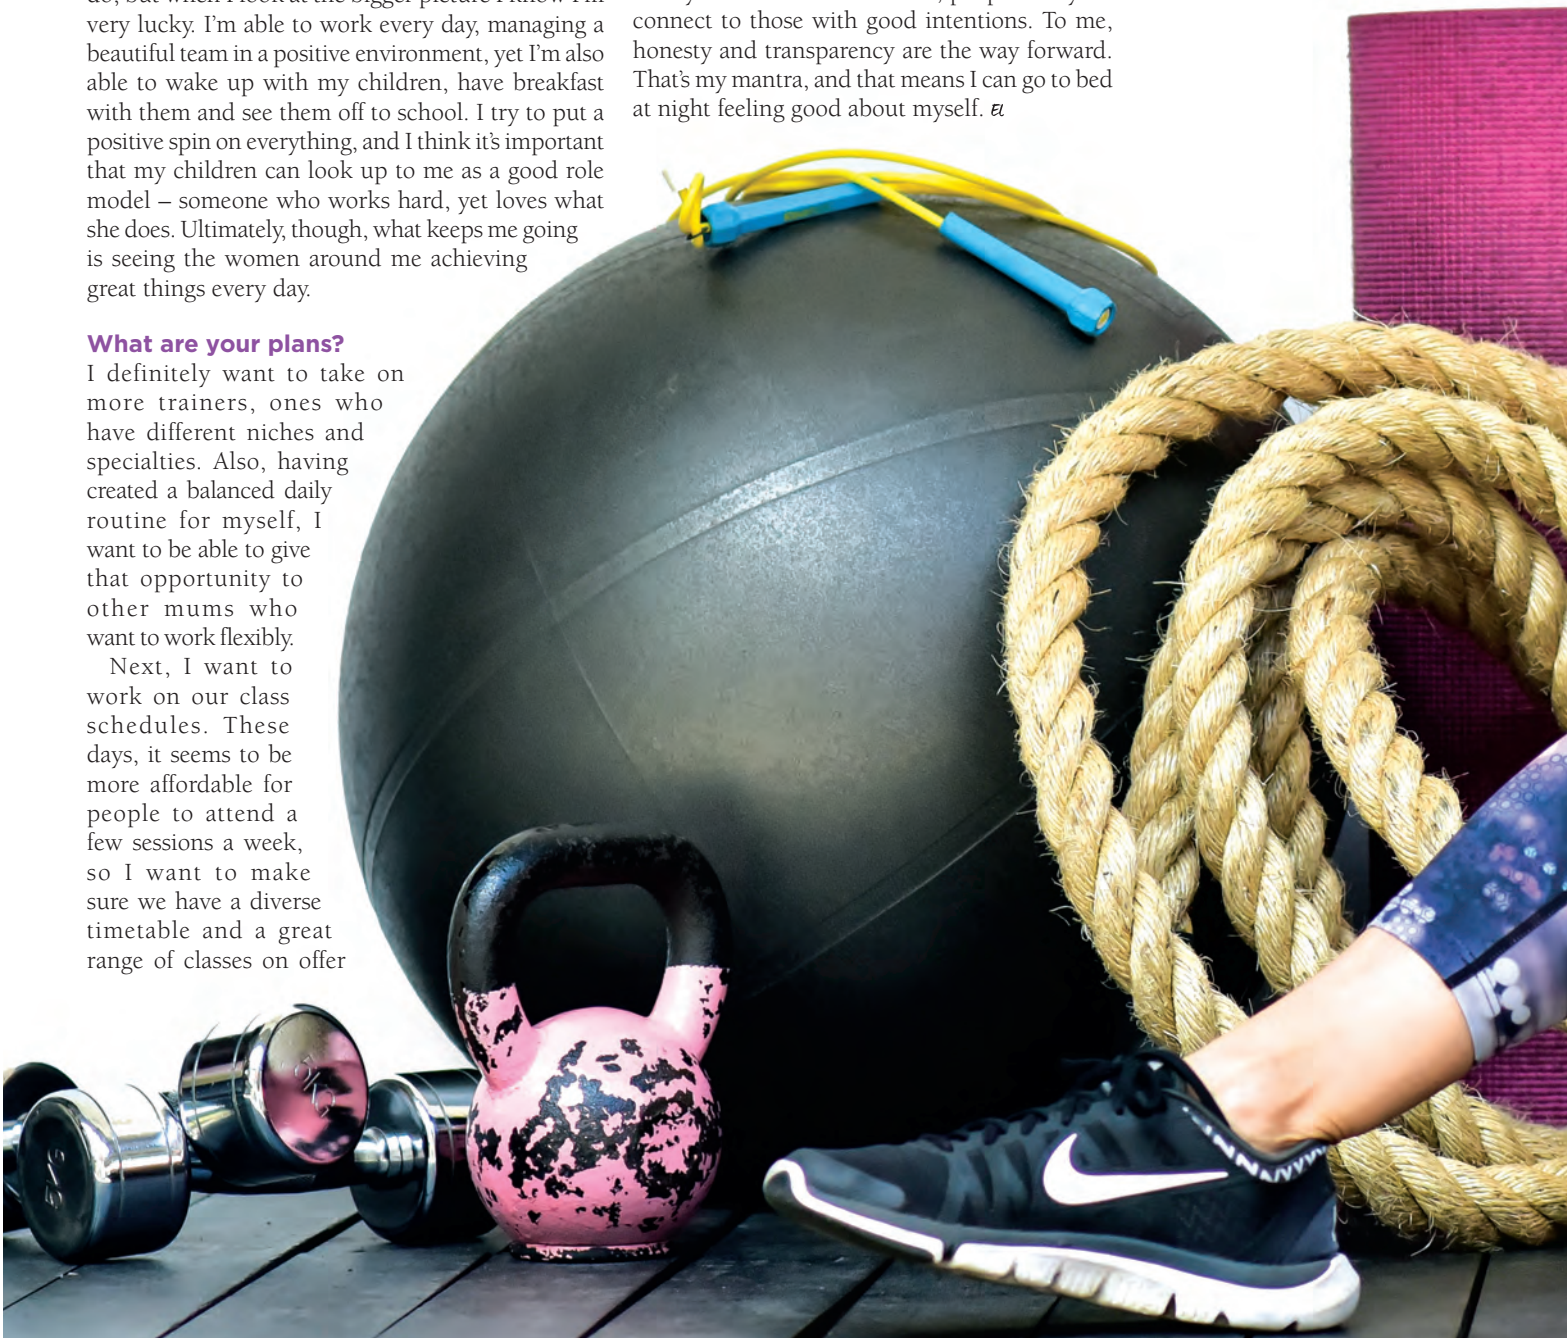 do, but when I look at the bigger picture I know I'm
very lucky. I'm able to work every day, managing a
beautiful team in a positive environment, yet I'm also
able to wake up with my children, have breakfast
with them and see them off to school. I try to put a
positive spin on everything, and I think it's important
that my children can look up to me as a good role
model – someone who works hard, yet loves what
she does. Ultimately, though, what keeps me going
is seeing the women around me achieving
great things every day.
What are your plans?
I definitely want to take on
more trainers, ones who
have different niches and
specialties. Also, having
created a balanced daily
routine for myself, I
want to be able to give
that opportunity to
other mums who
want to work flexibly.
Next, I want to
work on our class
schedules. These
days, it seems to be
more affordable for
people to attend a
few sessions a week,
so I want to make
sure we have a diverse
timetable and a great
range of classes on offer
connect to those with good intentions. To me,
honesty and transparency are the way forward.
That's my mantra, and that means I can go to bed
at night feeling good about myself. EL